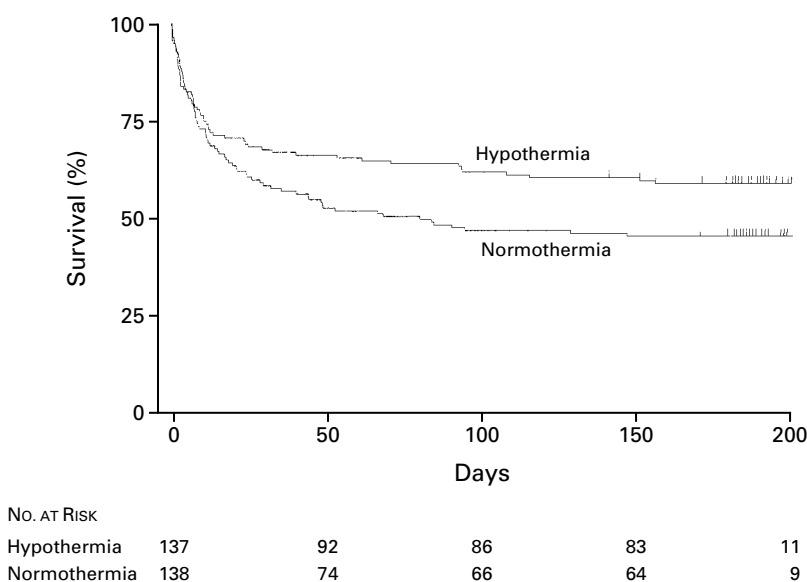 100
75
50
25
0
Survival (%)
Hypothermia
Normothermia
0 50 100 150 200
Days
NO. AT RISK
Hypothermia 137 92 86 83 11
Normothermia 138 74 66 64 9